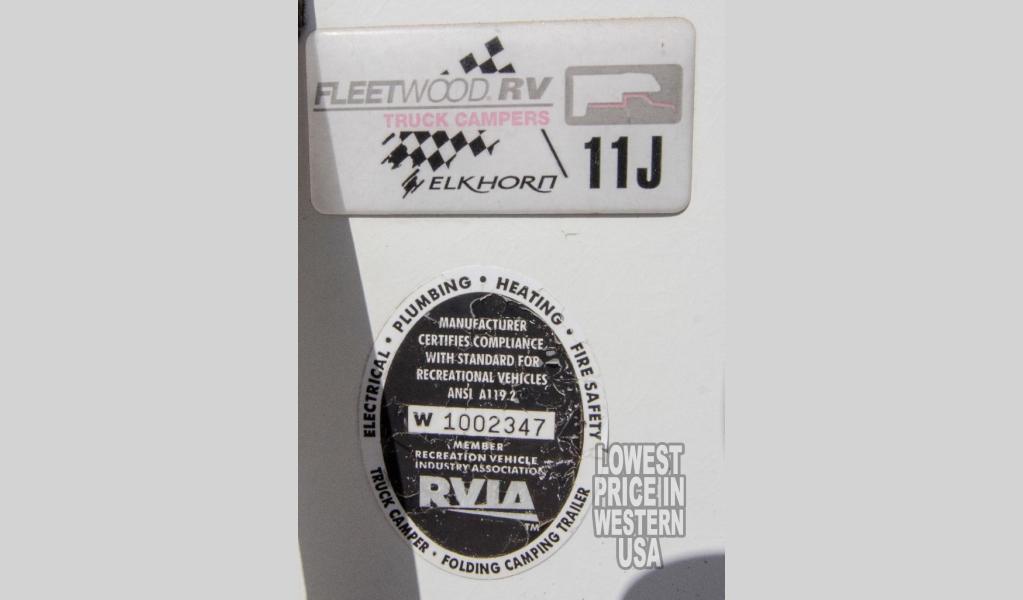 FLEETWOOD RV
TRUCK CAMPERS
ELKHORN
11J
ELECTRICAL • PLUMBING • HEATING • FIRE SAFETY
MANUFACTURER
CERTIFIES COMPLIANCE
WITH STANDARD FOR
RECREATIONAL VEHICLES
ANSI A119.2
W 1002347
MEMBER
RECREATION VEHICLE
INDUSTRY ASSOCIATION
RVIA
TM
TRUCK CAMPER • FOLDING CAMPING TRAILER
LOWEST
PRICE IN
WESTERN
USA